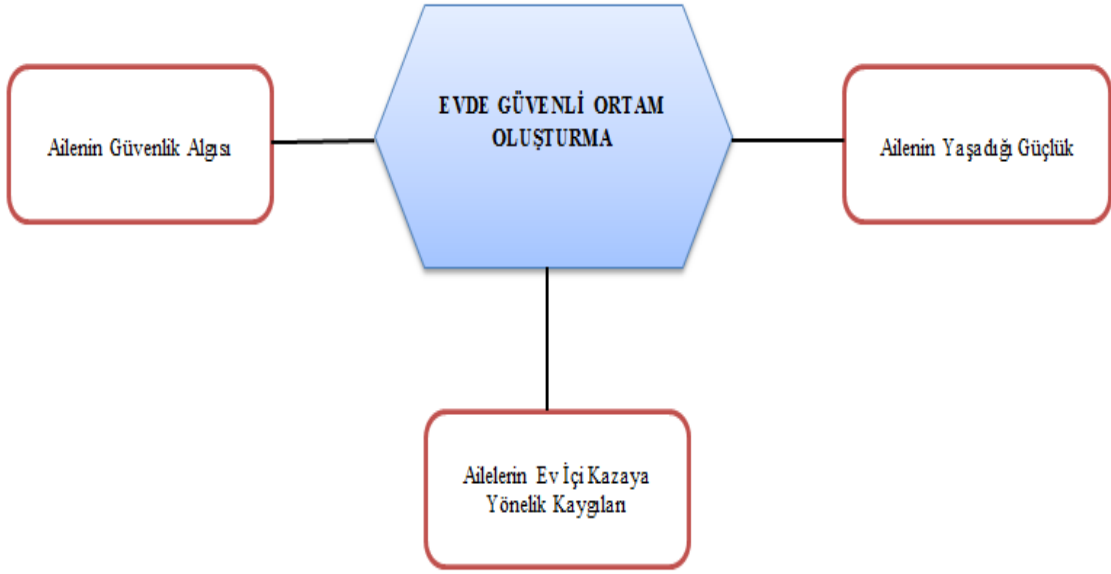 EVDE GÜVENLİ ORTAM
OLUŞTURMA
Ailenin Güvenlik Algısı
Ailenin Yaşadığı Güçlük
Ailelerin Ev İçi Kazaya
Yönelik Kaygıları